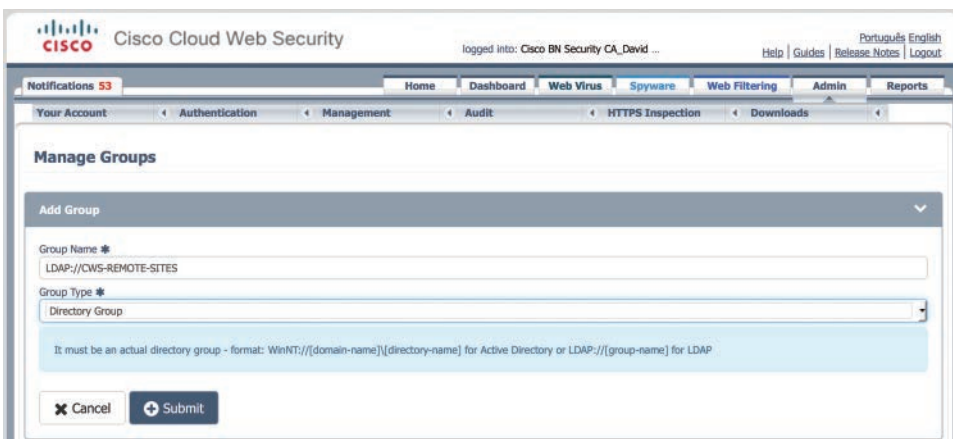 CISCO Cisco Cloud Web Security
logged into: Cisco BN Security CA_David ...
Português English
Help | Guides | Release Notes | Logout
Notifications 53
Home Dashboard Web Virus Spyware Web Filtering Admin Reports
Your Account Authentication Management Audit HTTPS Inspection Downloads
Manage Groups
Add Group
Group Name *
LDAP://CWS-REMOTE-SITES
Group Type *
Directory Group
It must be an actual directory group - format: WinNT://[domain-name]\[directory-name] for Active Directory or LDAP://[group-name] for LDAP
Cancel Submit